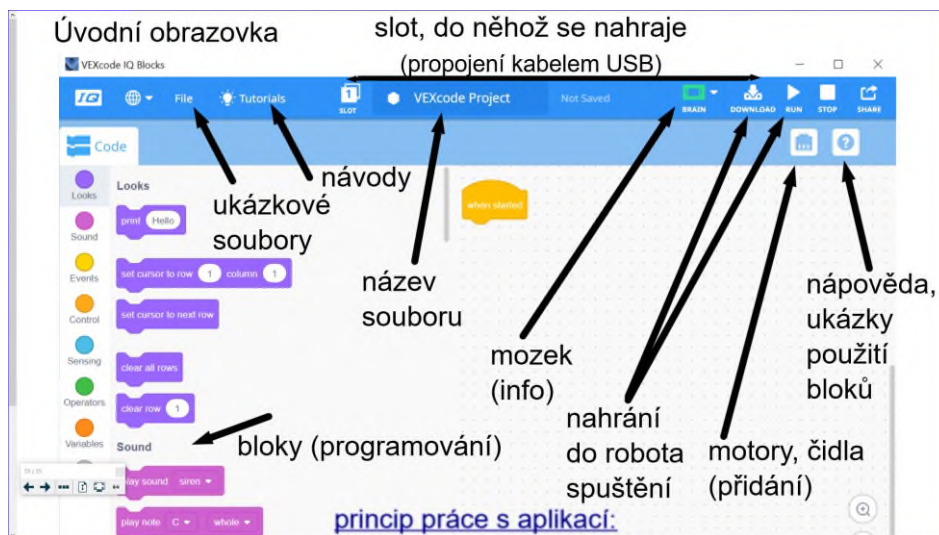 Úvodní obrazovka
slot, do něhož se nahraje
(propojení kabelem USB)
VEXcode IQ Blocks
IQ
File
Tutorials
1
SLOT
VEXcode Project
Not Saved
BRAIN
DOWNLOAD
RUN
STOP
SHARE
Code
?
Looks
Sound
Events
Control
Sensing
Operators
Variables
Looks
print Hello
set cursor to row 1 column 1
set cursor to next row
clear all rows
clear row 1
Sound
play sound siren
play note C whole
when started
návody
ukázkové
soubory
název
souboru
mozek
(info)
nahrání
do robota
spuštění
motory, čidla
(přidání)
nápověda,
ukázky
použití
bloků
bloky (programování)
princip práce s aplikací: